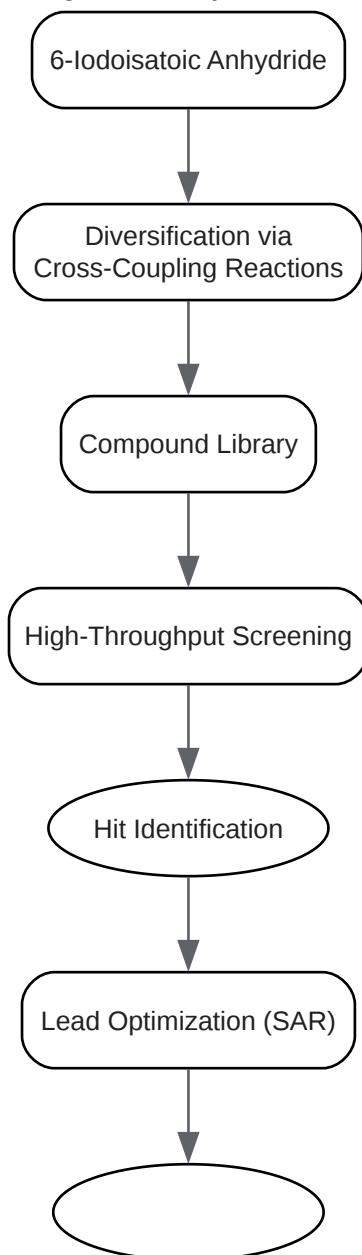 6-Iodoisatoic Anhydride
Diversification via
Cross-Coupling Reactions
Compound Library
High-Throughput Screening
Hit Identification
Lead Optimization (SAR)